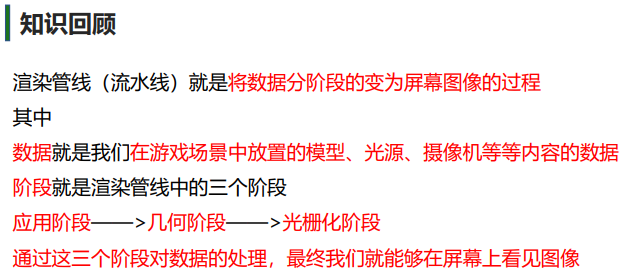 知识回顾
渲染管线（流水线）就是将数据分阶段的变为屏幕图像的过程
其中
数据就是我们在游戏场景中放置的模型、光源、摄像机等等内容的数据
阶段就是渲染管线中的三个阶段
应用阶段——>几何阶段——>光栅化阶段
通过这三个阶段对数据的处理，最终我们就能够在屏幕上看见图像